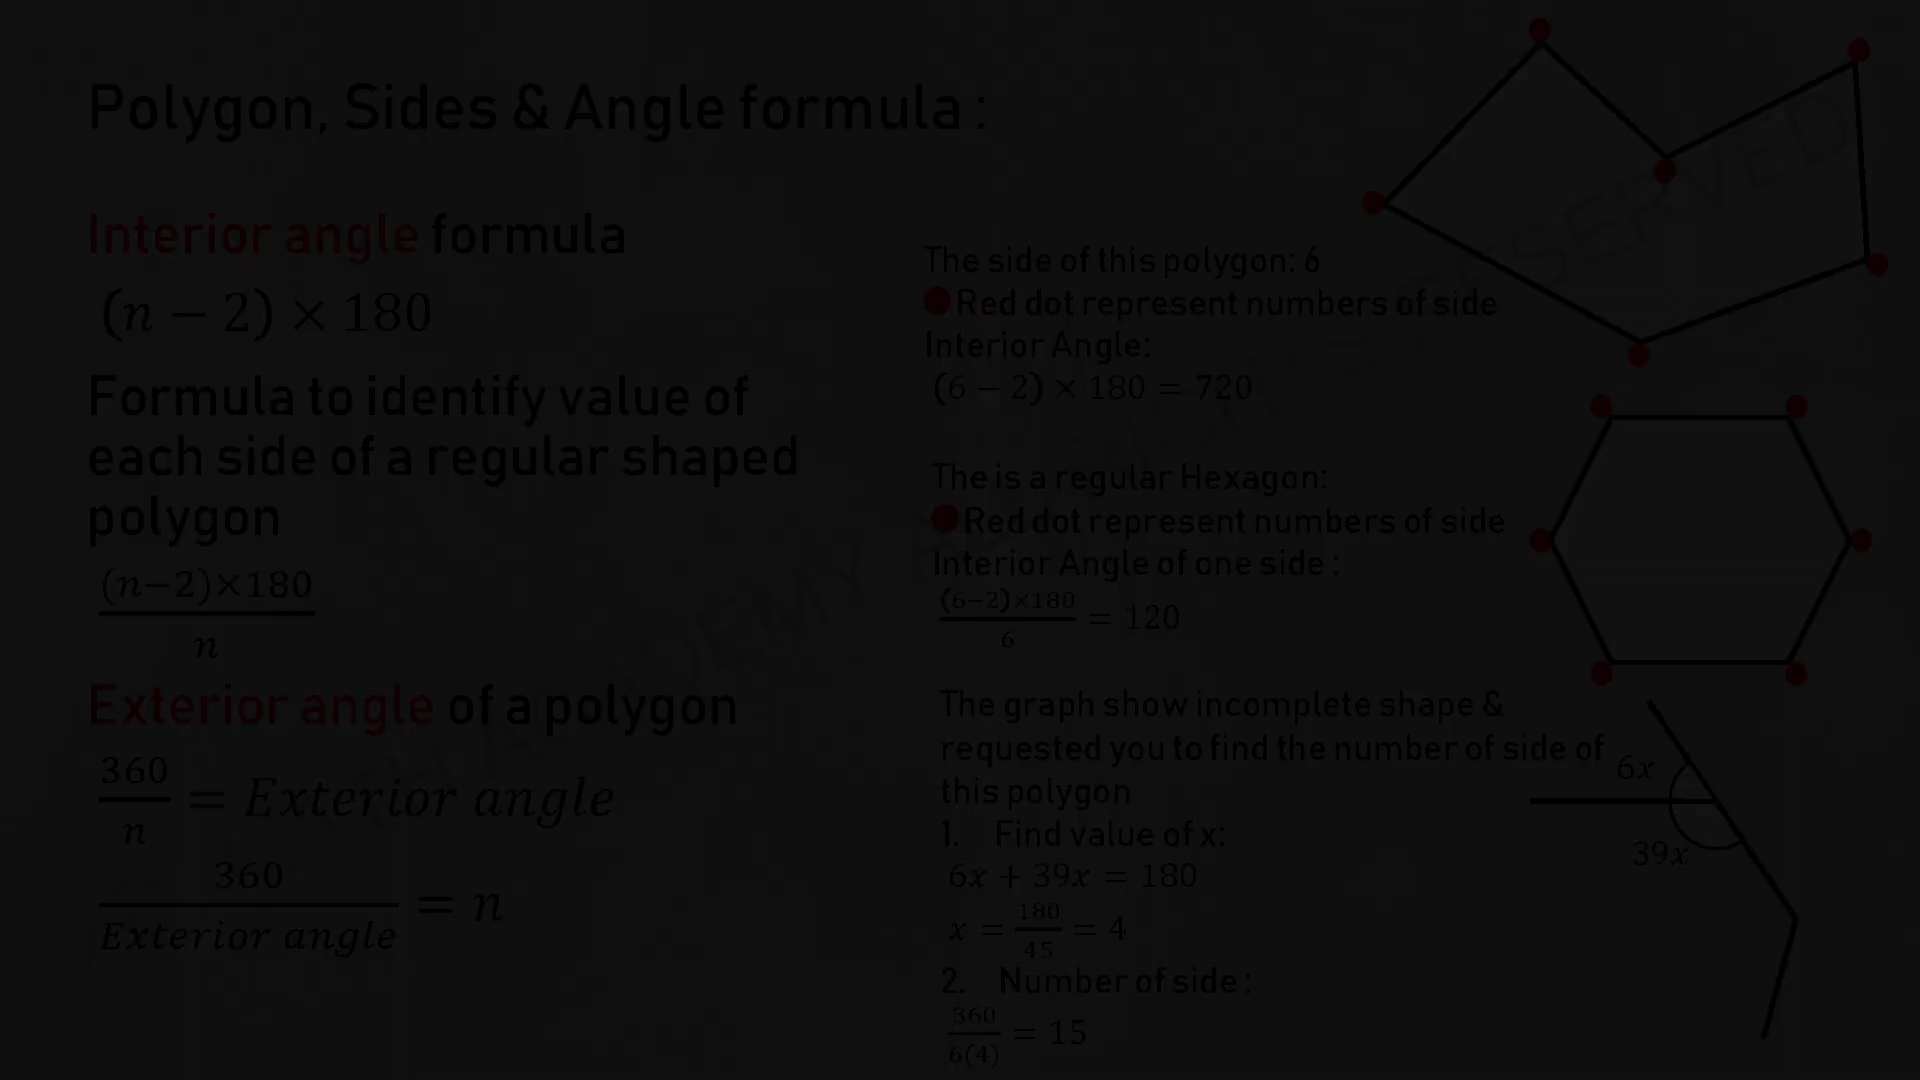 Polygon, Sides & Angle formula :
Interior angle formula
(n − 2) × 180
Formula to identify value of
each side of a regular shaped
polygon
(n−2)×180
n
Exterior angle of a polygon
360
n
= Exterior angle
360
Exterior angle
= n
The side of this polygon: 6
Red dot represent numbers of side
Interior Angle:
(6 − 2) × 180 = 720
The is a regular Hexagon:
Red dot represent numbers of side
Interior Angle of one side :
(6−2)×180
6
= 120
The graph show incomplete shape &
requested you to find the number of side of
this polygon
1. Find value of x:
6x + 39x = 180
x = 180
45
= 4
2. Number of side :
360
6(4)
= 15
6x
39x
ACADEMY ALL RIGHTS RESERVED